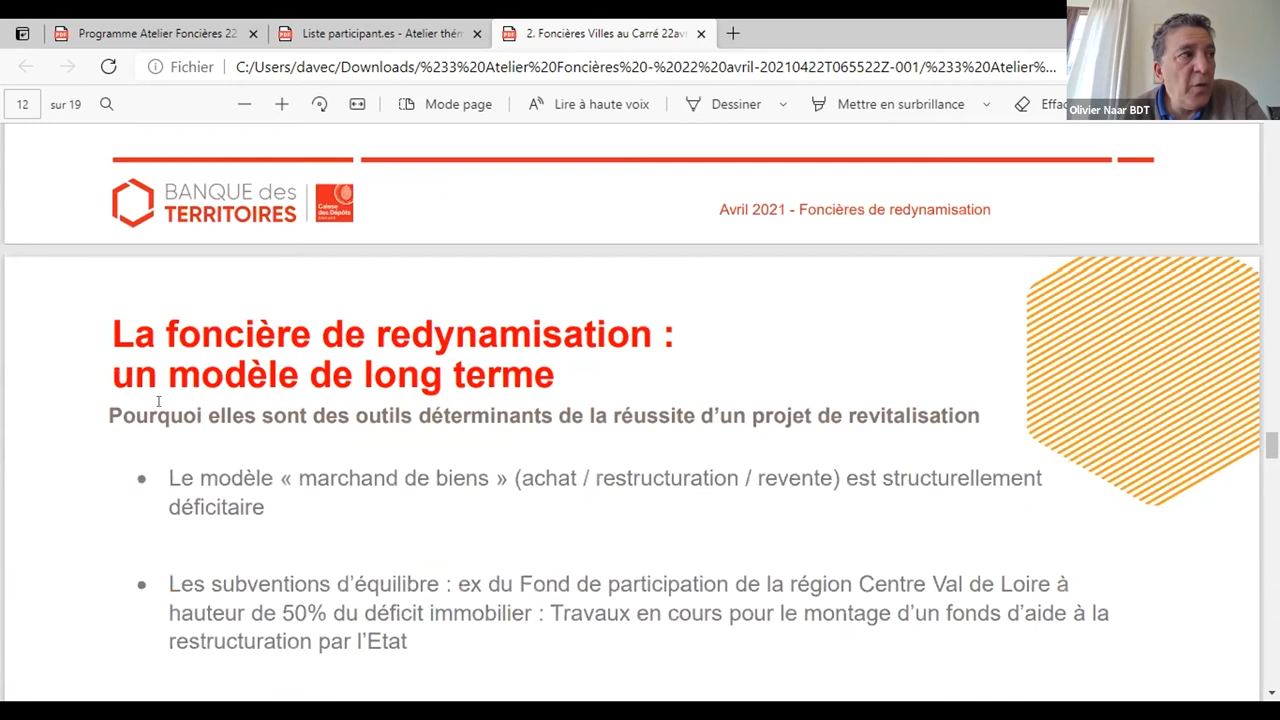 Programme Atelier Foncières 22
Liste participant.es - Atelier thém
2. Foncières Villes au Carré 22avr
Fichier
C:/Users/davec/Downloads/%233%20Atelier%20Foncières%20-%2022%20avril-20210422T065522Z-001/%233%20Atelier%...
12 sur 19
Mode page
Lire à haute voix
Dessiner
Mettre en surbrillance
Effac
Olivier Naar BDT
BANQUE des
TERRITOIRES
Caisse
des Dépôts
GROUPE
Avril 2021 - Foncières de redynamisation
La foncière de redynamisation :
un modèle de long terme
Pourquoi elles sont des outils déterminants de la réussite d’un projet de revitalisation
• Le modèle « marchand de biens » (achat / restructuration / revente) est structurellement
déficitaire
• Les subventions d’équilibre : ex du Fond de participation de la région Centre Val de Loire à
hauteur de 50% du déficit immobilier : Travaux en cours pour le montage d’un fonds d’aide à la
restructuration par l’Etat